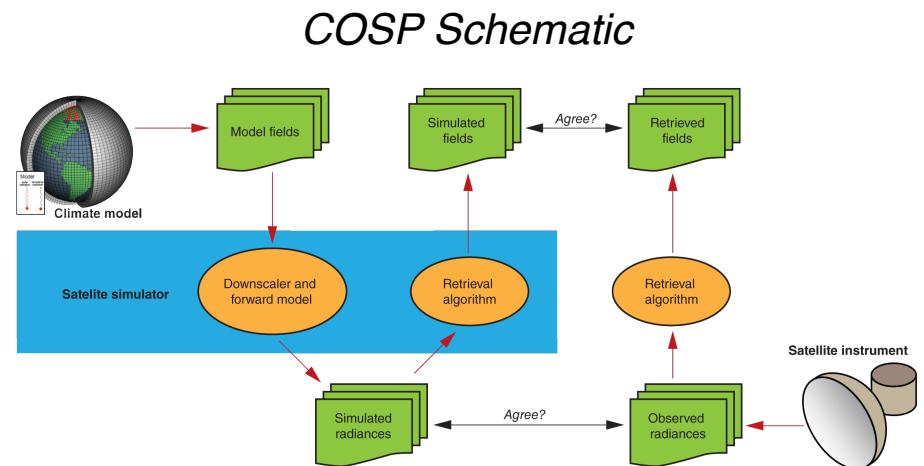 COSP Schematic
Model fields
Simulated
fields
Agree?
Retrieved
fields
Model
Climate model
Satelite simulator
Downscaler and
forward model
Retrieval
algorithm
Retrieval
algorithm
Satellite instrument
Simulated
radiances
Agree?
Observed
radiances